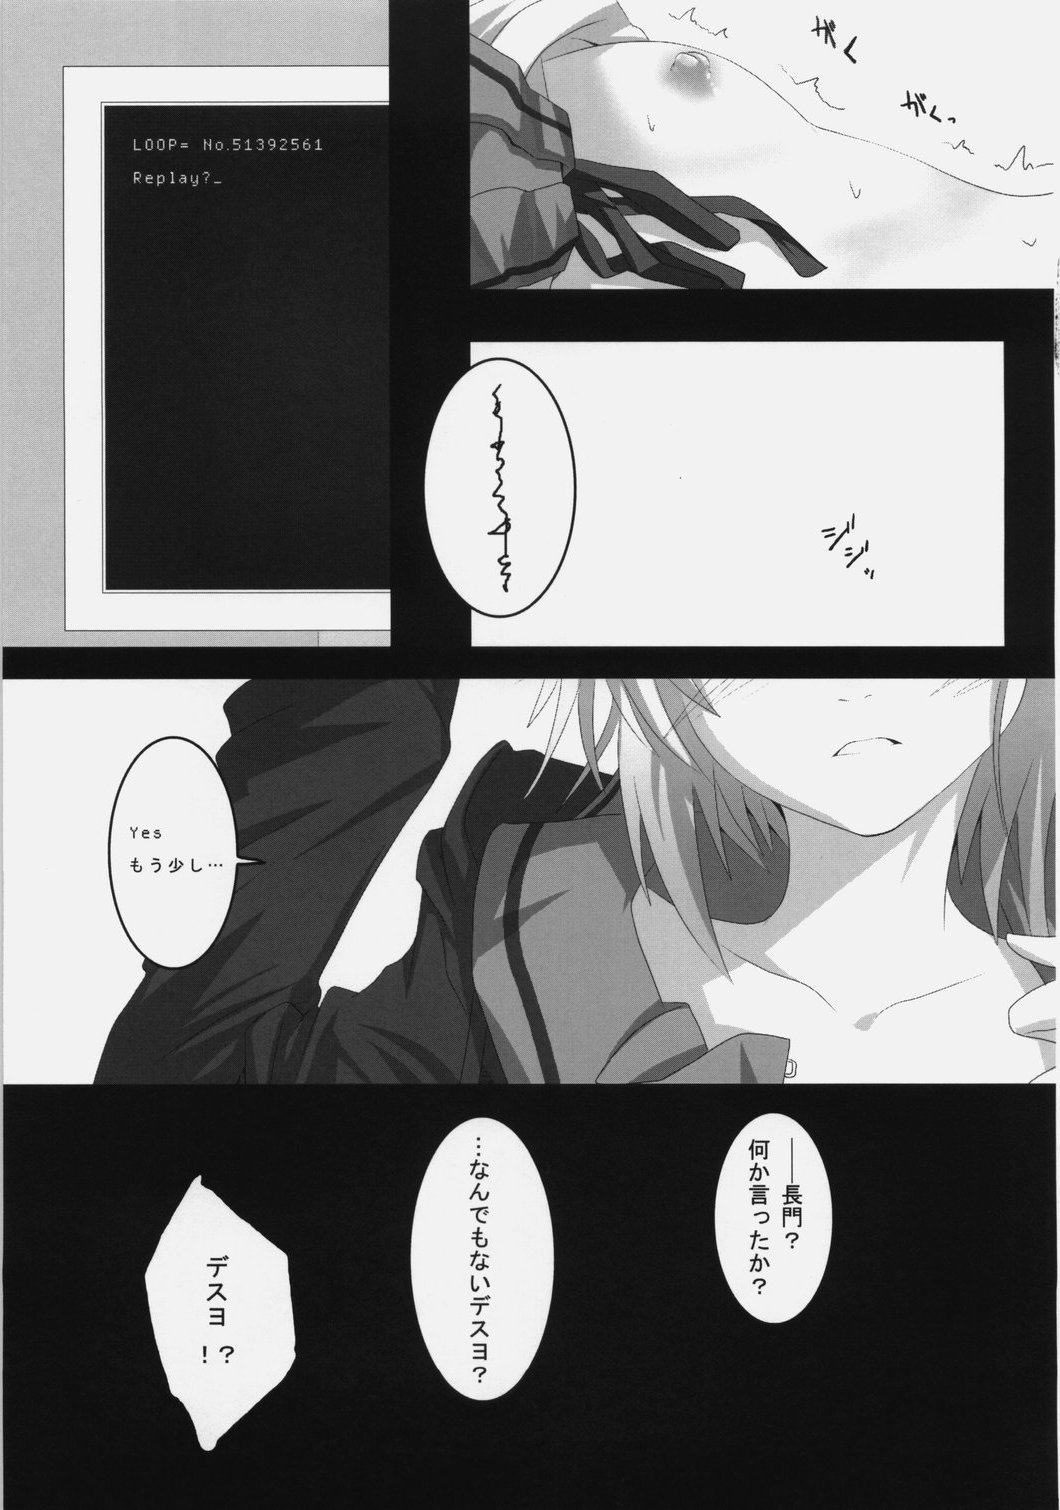 がく
がくっ
LOOP= No.51392561
Replay?_
ジジッ
Yes
もう少し…
――長門？
何か言ったか？
…なんでもないデスヨ？
デスヨ
！？